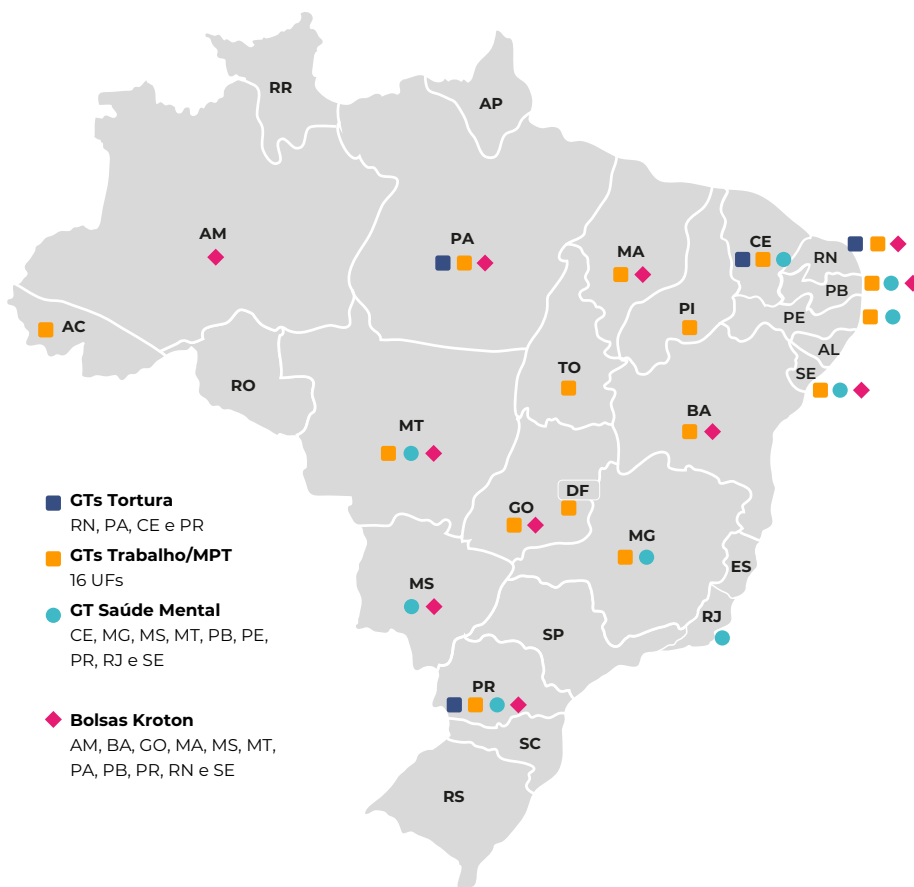 RR
AP
AM
PA
MA
CE
RN
PB
PI
PE
AC
AL
TO
SE
RO
BA
MT
DF
GO
MG
GTs Tortura
RN, PA, CE e PR
GTs Trabalho/MPT
16 UFs
ES
MS
GT Saúde Mental
CE, MG, MS, MT, PB, PE,
PR, RJ e SE
RJ
SP
PR
Bolsas Kroton
AM, BA, GO, MA, MS, MT,
PA, PB, PR, RN e SE
SC
RS